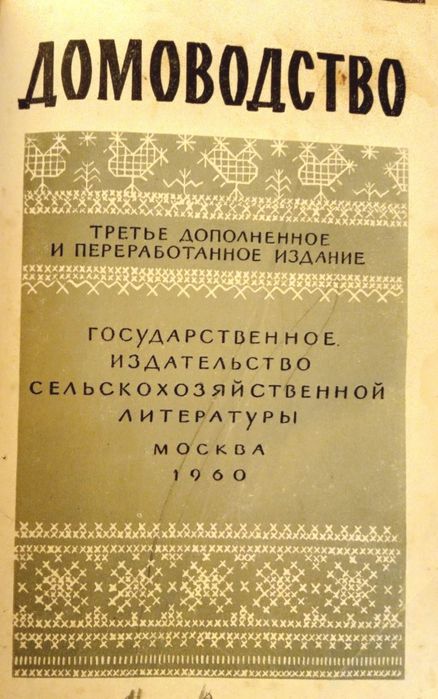 ДОМОВОДСТВО
ТРЕТЬЕ ДОПОЛНЕННОЕ
И ПЕРЕРАБОТАННОЕ ИЗДАНИЕ
ГОСУДАРСТВЕННОЕ
ИЗДАТЕЛЬСТВО
СЕЛЬСКОХОЗЯЙСТВЕННОЙ
ЛИТЕРАТУРЫ
МОСКВА
1960